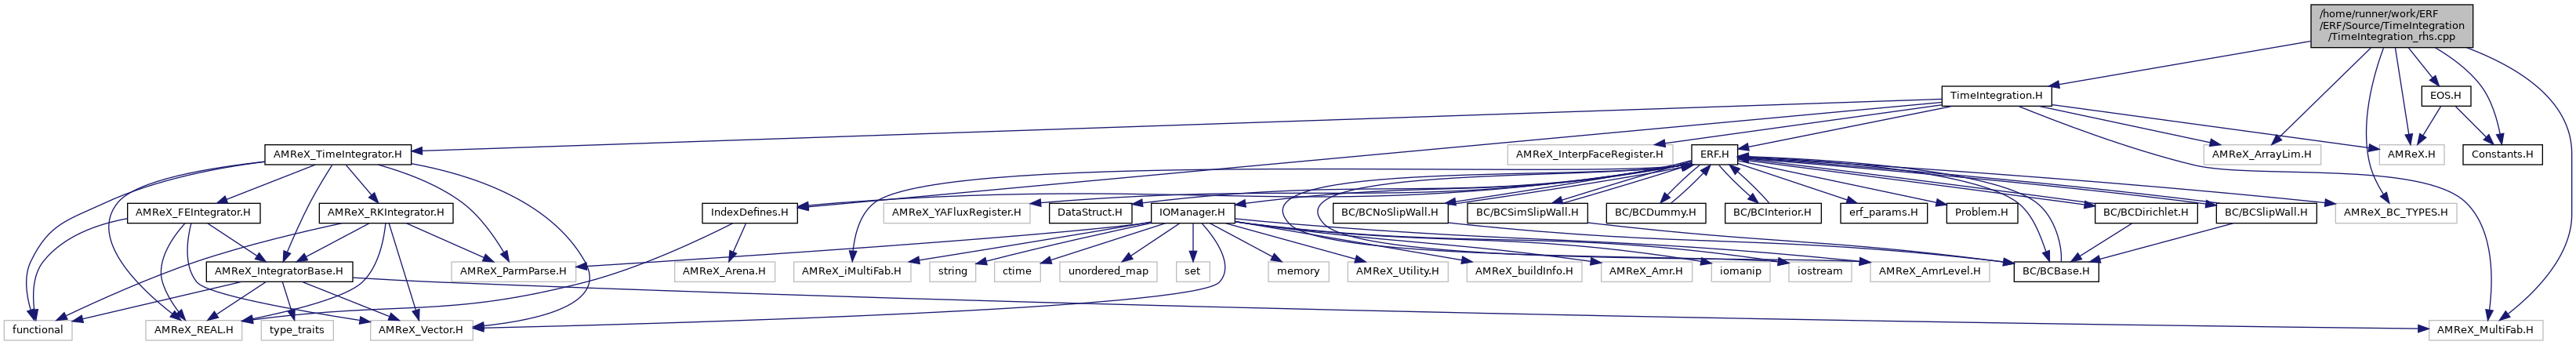 /home/runner/work/ERF
/ERF/Source/TimeIntegration
/TimeIntegration_rhs.cpp
TimeIntegration.H
EOS.H
AMReX_TimeIntegrator.H
AMReX_InterpFaceRegister.H
ERF.H
AMReX_ArrayLim.H
AMReX.H
Constants.H
AMReX_FEIntegrator.H
AMReX_RKIntegrator.H
IndexDefines.H
AMReX_YAFluxRegister.H
DataStruct.H
IOManager.H
BC/BCNoSlipWall.H
BC/BCSimSlipWall.H
BC/BCDummy.H
BC/BCInterior.H
erf_params.H
Problem.H
BC/BCDirichlet.H
BC/BCSlipWall.H
AMReX_BC_TYPES.H
AMReX_IntegratorBase.H
AMReX_ParmParse.H
AMReX_Arena.H
AMReX_iMultiFab.H
string
ctime
unordered_map
set
memory
AMReX_Utility.H
AMReX_buildInfo.H
AMReX_Amr.H
iomanip
iostream
AMReX_AmrLevel.H
BC/BCBase.H
functional
AMReX_REAL.H
type_traits
AMReX_Vector.H
AMReX_MultiFab.H